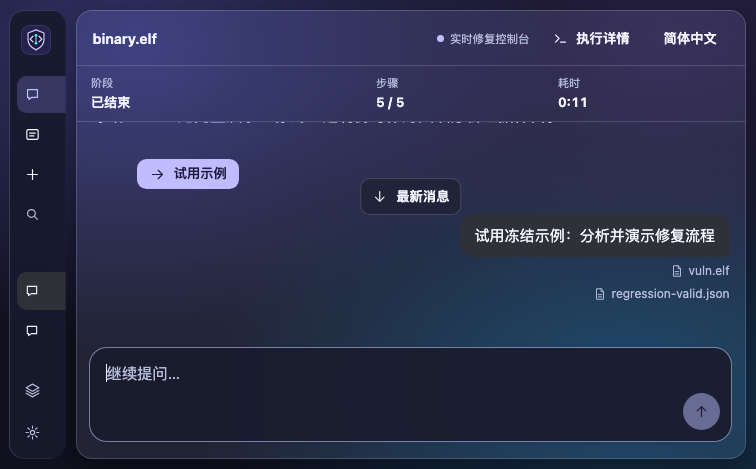 binary.elf
实时修复控制台
执行详情
简体中文
阶段
步骤
耗时
已结束
5 / 5
0:11
试用示例
最新消息
试用冻结示例：分析并演示修复流程
vuln.elf
regression-valid.json
继续提问...